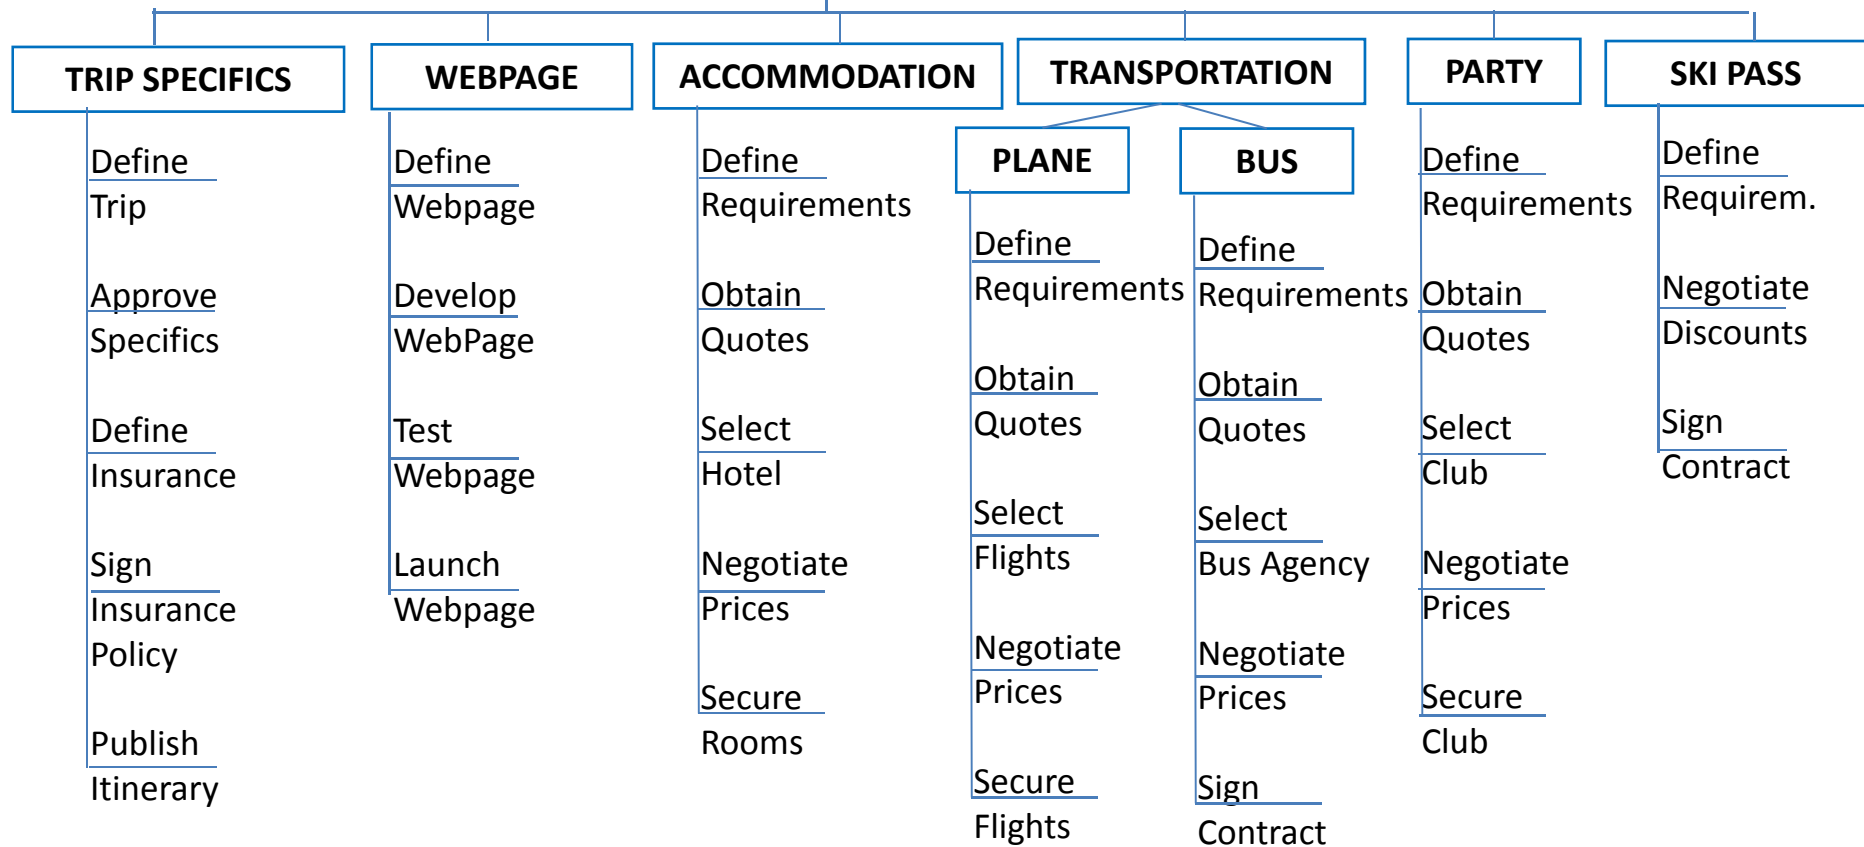 TRIP SPECIFICS
Define
Trip
Approve
Specifics
Define
Insurance
Sign
Insurance
Policy
Publish
Itinerary
WEBPAGE
Define
Webpage
Develop
WebPage
Test
Webpage
Launch
Webpage
ACCOMMODATION
Define
Requirements
Obtain
Quotes
Select
Hotel
Negotiate
Prices
Secure
Rooms
TRANSPORTATION
PLANE
Define
Requirements
Obtain
Quotes
Select
Flights
Negotiate
Prices
Secure
Flights
BUS
Define
Requirements
Obtain
Quotes
Select
Bus Agency
Negotiate
Prices
Sign
Contract
PARTY
Define
Requirements
Obtain
Quotes
Select
Club
Negotiate
Prices
Secure
Club
SKI PASS
Define
Requirem.
Negotiate
Discounts
Sign
Contract